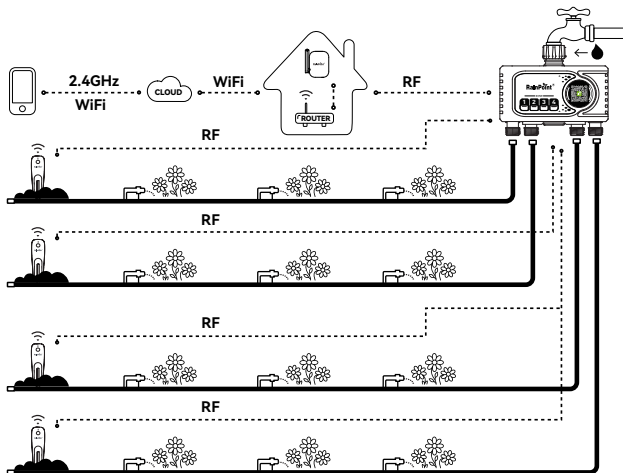 2.4GHz
WiFi
CLOUD
WiFi
ROUTER
RF
RainPoint
1 2 3 4
RF
RF
RF
RF